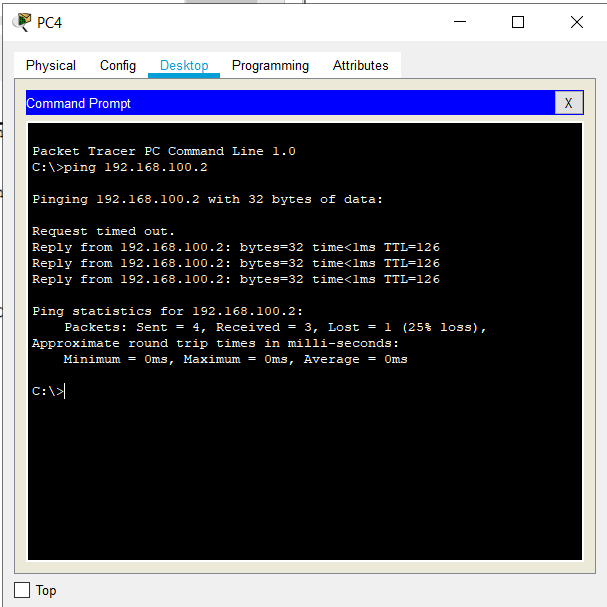 PC4
Physical Config Desktop Programming Attributes
Command Prompt
X
Packet Tracer PC Command Line 1.0
C:\>ping 192.168.100.2
Pinging 192.168.100.2 with 32 bytes of data:
Request timed out.
Reply from 192.168.100.2: bytes=32 time<1ms TTL=126
Reply from 192.168.100.2: bytes=32 time<1ms TTL=126
Reply from 192.168.100.2: bytes=32 time<1ms TTL=126
Ping statistics for 192.168.100.2:
Packets: Sent = 4, Received = 3, Lost = 1 (25% loss),
Approximate round trip times in milli-seconds:
Minimum = 0ms, Maximum = 0ms, Average = 0ms
C:\>
Top